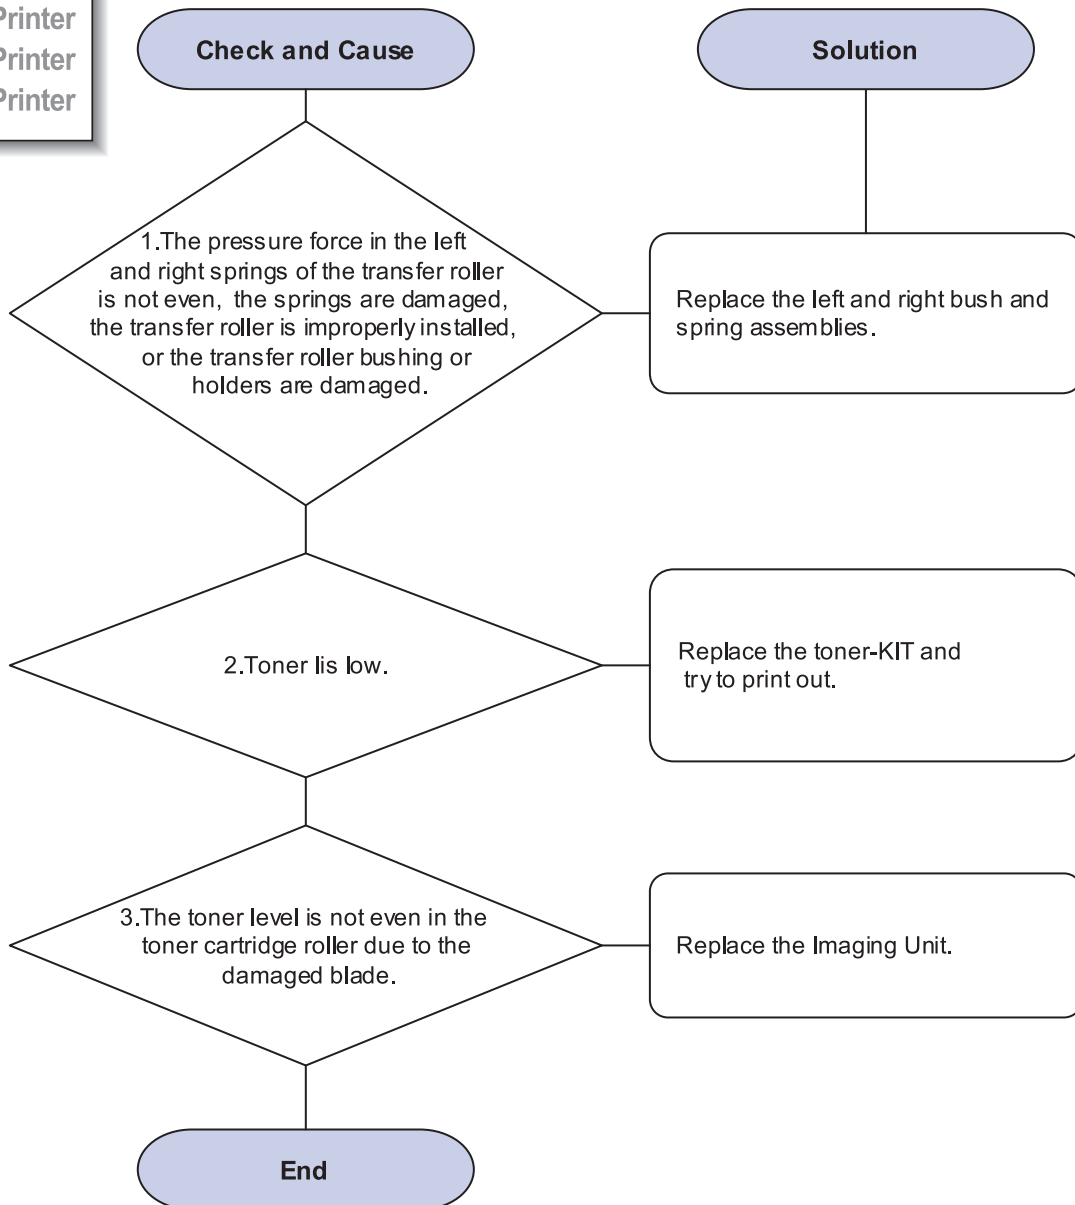 Printer
Printer
Printer
Check and Cause
Solution
1.The pressure force in the left
and right springs of the transfer roller
is not even, the springs are damaged,
the transfer roller is improperly installed,
or the transfer roller bushing or
holders are damaged.
Replace the left and right bush and
spring assemblies.
2.Toner lis low.
Replace the toner-KIT and
try to print out.
3.The toner level is not even in the
toner cartridge roller due to the
damaged blade.
Replace the Imaging Unit.
End